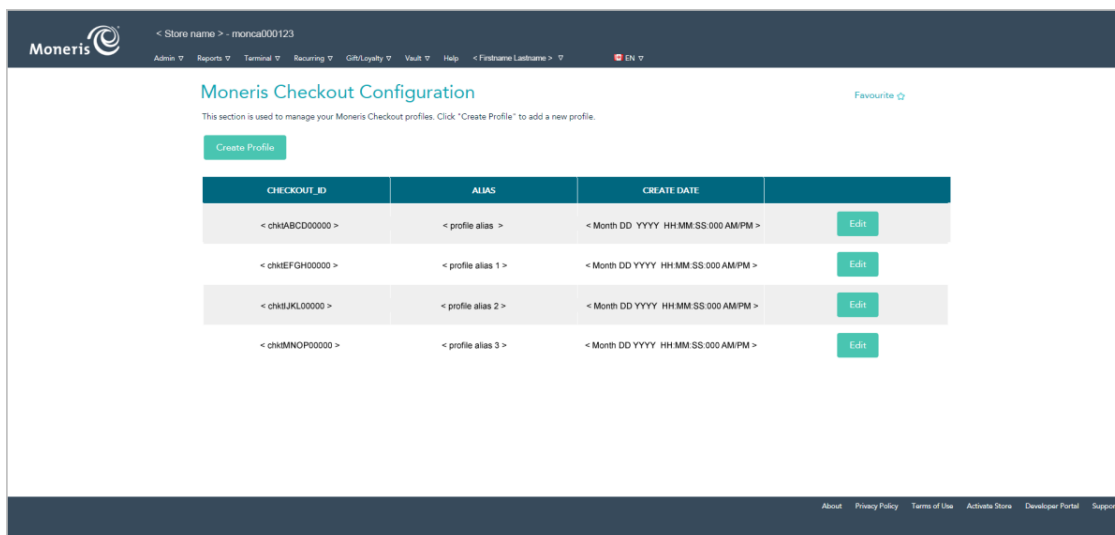 Moneris
< Store name > - monca000123
Admin ▽ Reports ▽ Terminal ▽ Recurring ▽ Gift/Loyalty ▽ Vault ▽ Help < Firstname Lastname > ▽ EN ▽
Moneris Checkout Configuration
Favourite ☆
This section is used to manage your Moneris Checkout profiles. Click "Create Profile" to add a new profile.
Create Profile
CHECKOUT_ID ALIAS CREATE DATE
< chktABCD00000 > < profile alias > < Month DD YYYY HH:MM:SS:000 AM/PM > Edit
< chktEFGH00000 > < profile alias 1 > < Month DD YYYY HH:MM:SS:000 AM/PM > Edit
< chktIJKL00000 > < profile alias 2 > < Month DD YYYY HH:MM:SS:000 AM/PM > Edit
< chktMNOP00000 > < profile alias 3 > < Month DD YYYY HH:MM:SS:000 AM/PM > Edit
About Privacy Policy Terms of Use Activate Store Developer Portal Suppor